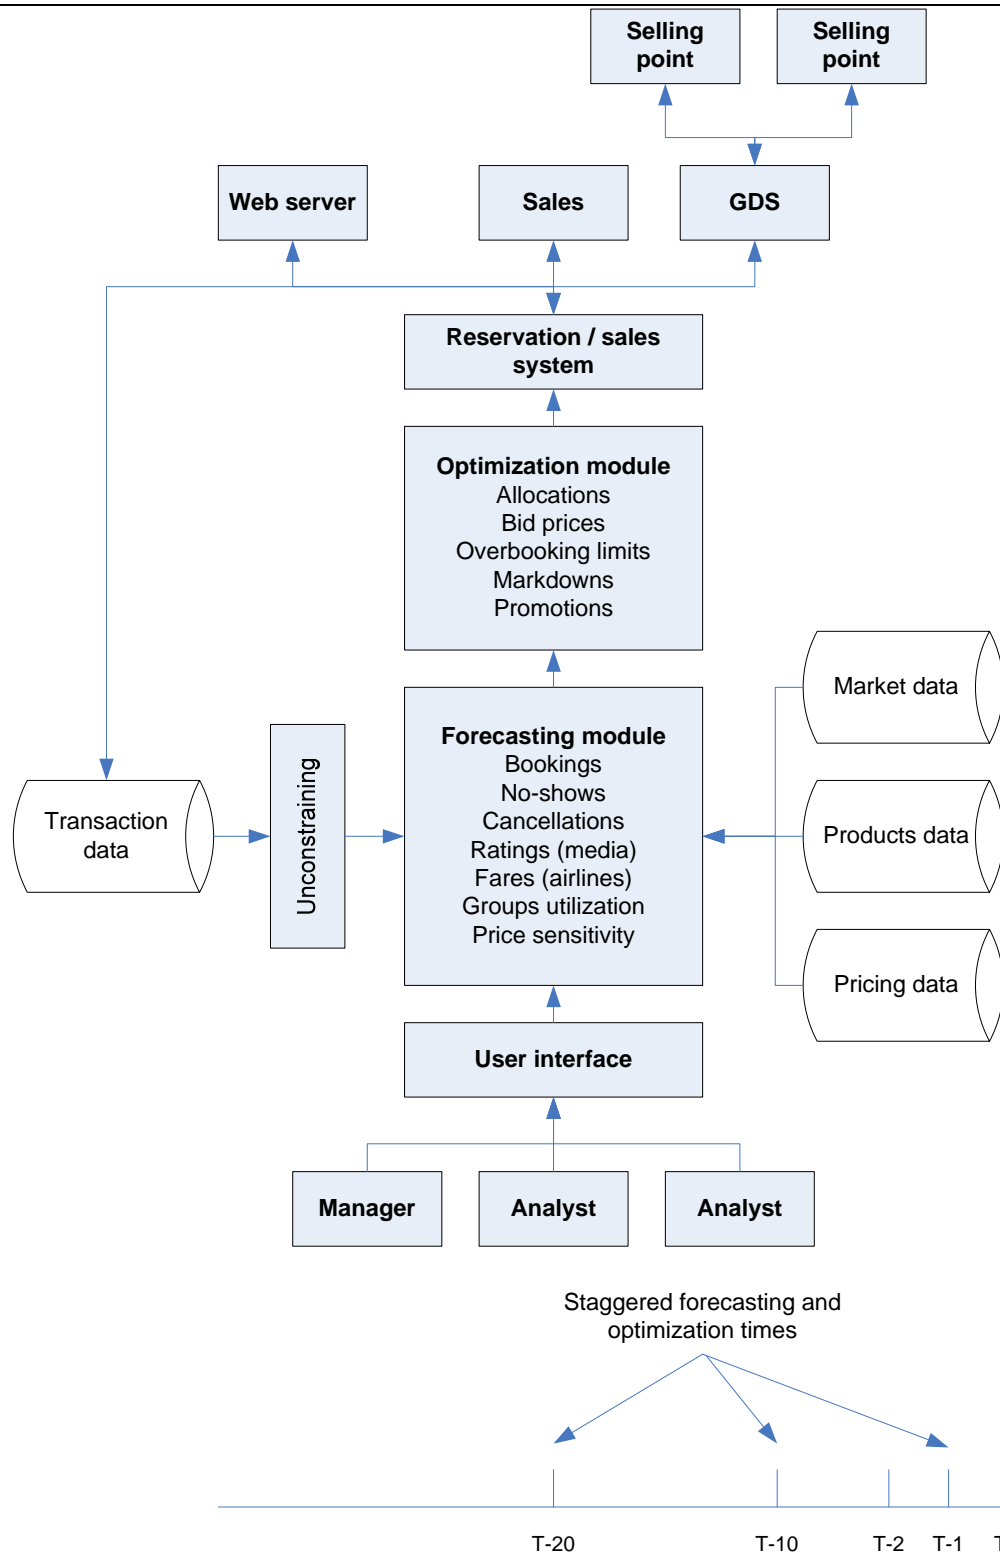 Selling
point
Selling
point
Web server
Sales
GDS
Reservation / sales
system
Optimization module
Allocations
Bid prices
Overbooking limits
Markdowns
Promotions
Market data
Forecasting module
Bookings
No-shows
Cancellations
Ratings (media)
Fares (airlines)
Groups utilization
Price sensitivity
Unconstraining
Transaction
data
Products data
Pricing data
User interface
Manager
Analyst
Analyst
Staggered forecasting and
optimization times
T-20
T-10
T-2
T-1
T